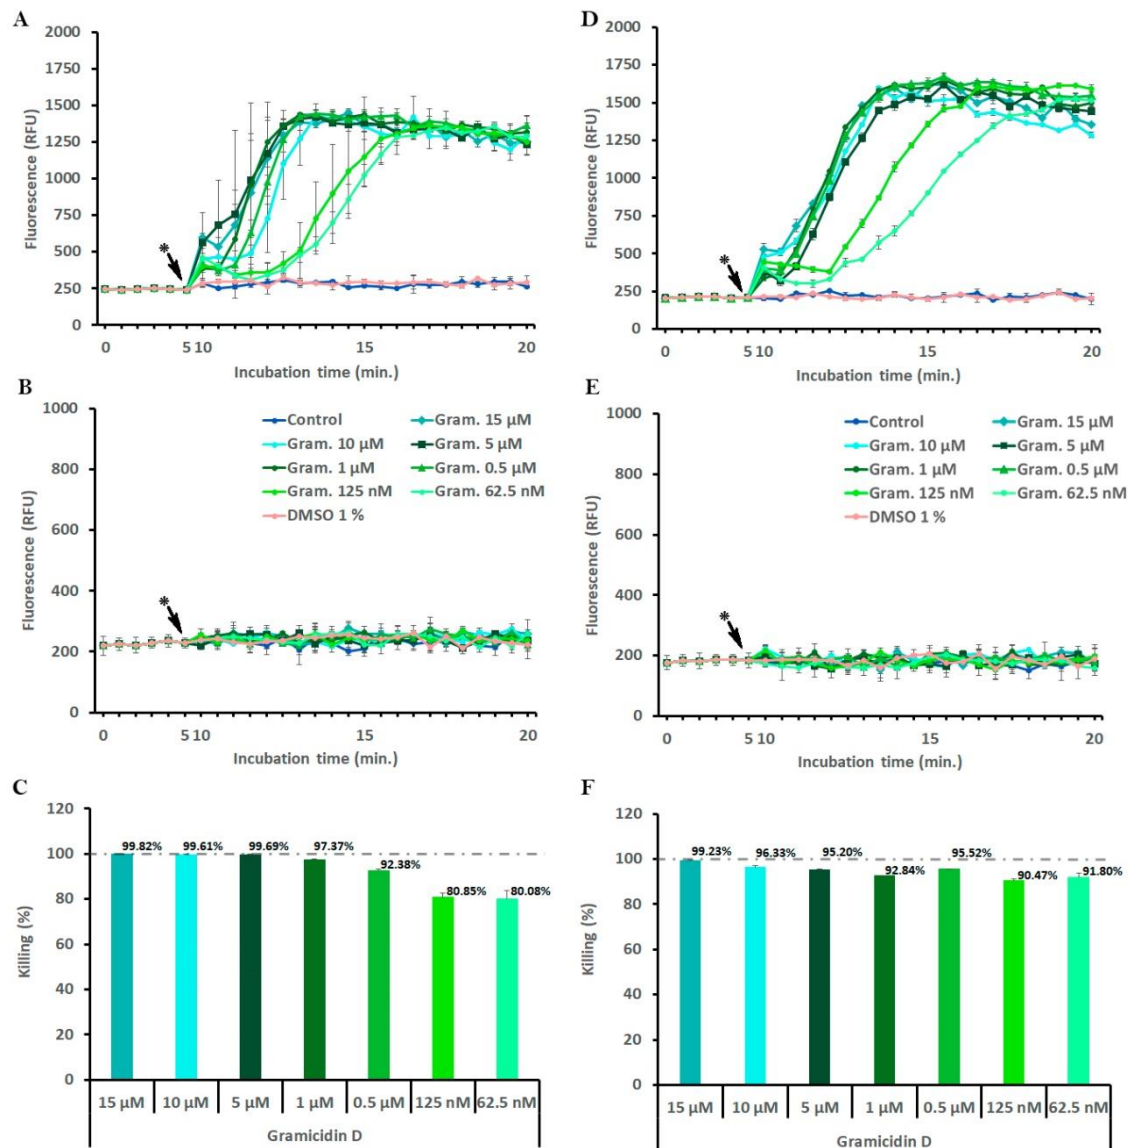 A
2000
1750
1500
1250
1000
750
500
250
0
Fluorescence (RFU)
*
0 5 10 15 20
Incubation time (min.)
D
2000
1750
1500
1250
1000
750
500
250
0
Fluorescence (RFU)
*
0 5 10 15 20
Incubation time (min.)
B
1000
800
600
400
200
0
Fluorescence (RFU)
Control Gram. 15 µM
Gram. 10 µM Gram. 5 µM
Gram. 1 µM Gram. 0.5 µM
Gram. 125 nM Gram. 62.5 nM
DMSO 1 %
*
0 5 10 15 20
Incubation time (min.)
E
1000
800
600
400
200
0
Fluorescence (RFU)
Control Gram. 15 µM
Gram. 10 µM Gram. 5 µM
Gram. 1 µM Gram. 0.5 µM
Gram. 125 nM Gram. 62.5 nM
DMSO 1 %
*
0 5 10 15 20
Incubation time (min.)
C
120
100
80
60
40
20
0
Killing (%)
99.82% 99.61% 99.69% 97.37% 92.38% 80.85% 80.08%
15 µM 10 µM 5 µM 1 µM 0.5 µM 125 nM 62.5 nM
Gramicidin D
F
120
100
80
60
40
20
0
Killing (%)
99.23% 96.33% 95.20% 92.84% 95.52% 90.47% 91.80%
15 µM 10 µM 5 µM 1 µM 0.5 µM 125 nM 62.5 nM
Gramicidin D